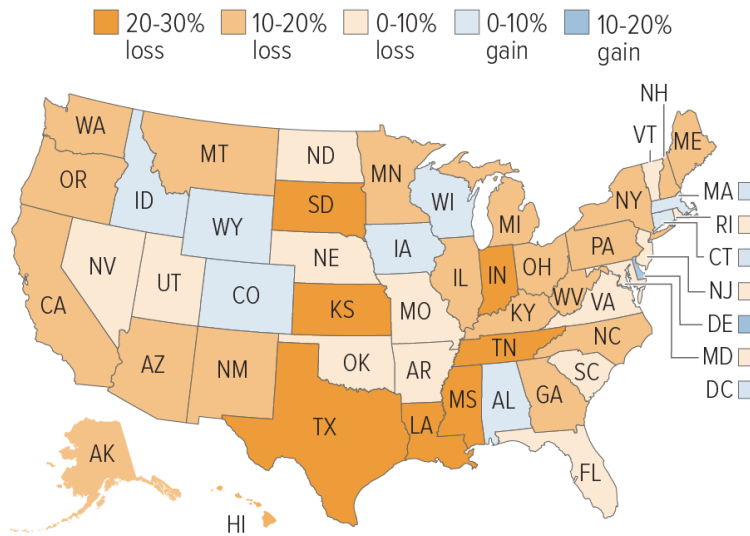 20-30% loss
10-20% loss
0-10% loss
0-10% gain
10-20% gain
NH
VT
WA
ME
MT
ND
MN
OR
MA
ID
SD
WI
NY
WY
MI
RI
IA
PA
CT
NE
NV
IL
IN
OH
NJ
UT
CO
WV
CA
KS
MO
KY
VA
DE
NC
TN
MD
AZ
NM
OK
AR
SC
DC
MS
AL
GA
TX
LA
AK
FL
HI